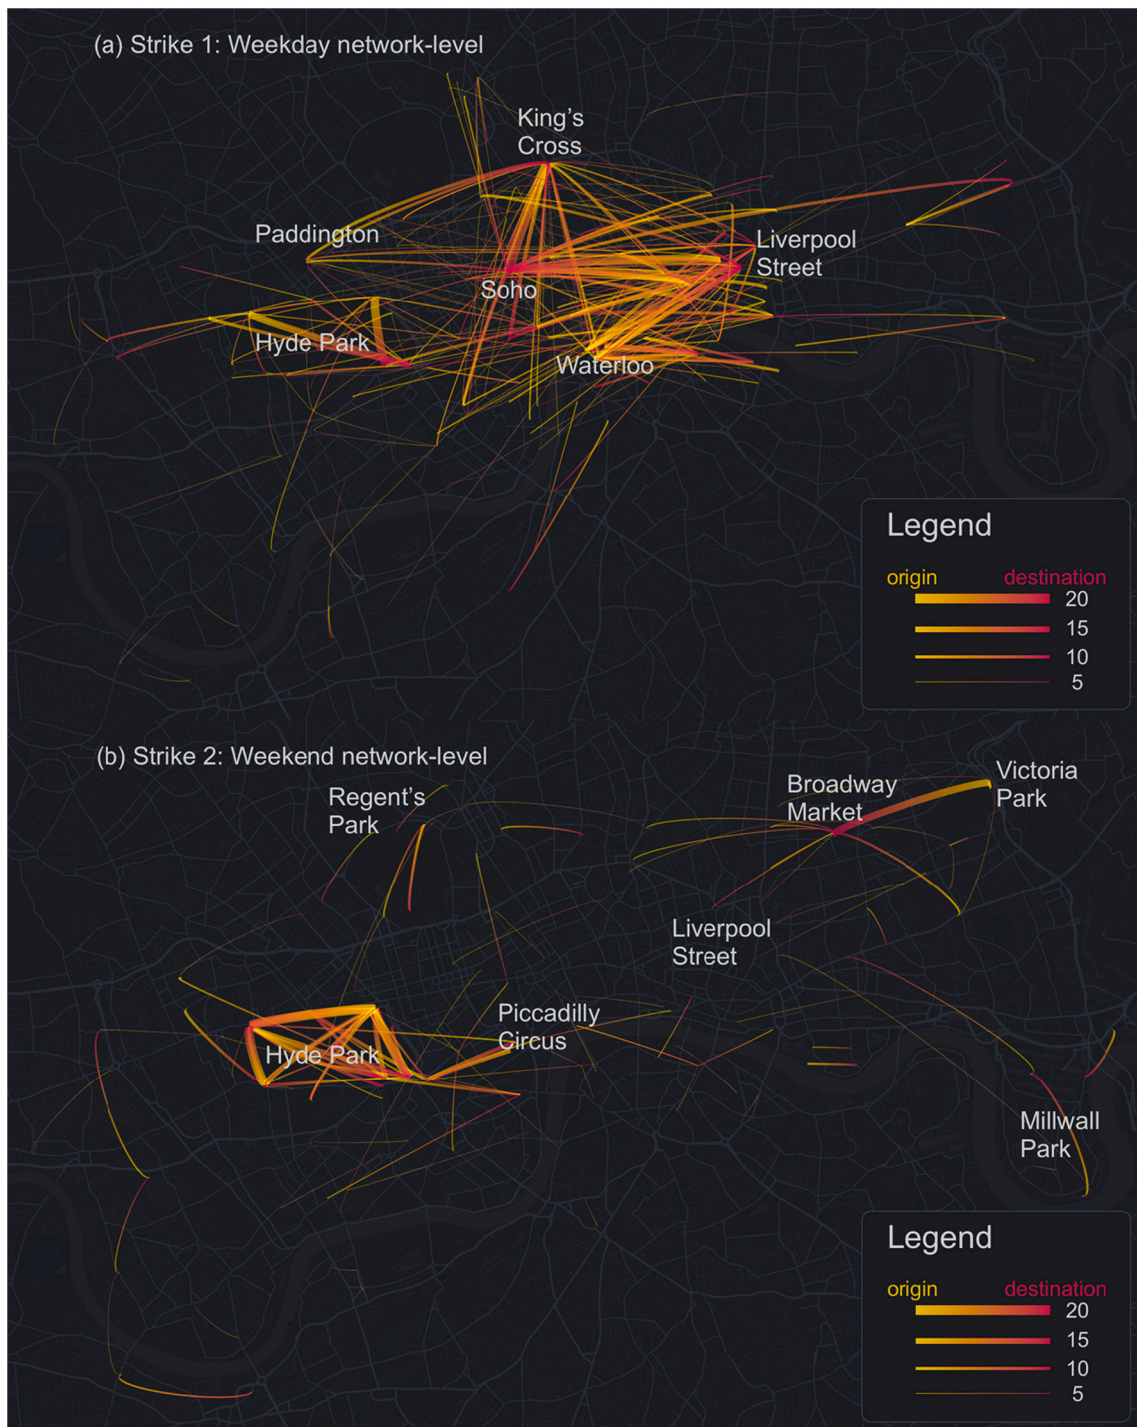 (a) Strike 1: Weekday network-level
King's
Cross
Paddington
Liverpool
Street
Soho
Hyde Park
Waterloo
Legend
origin destination
20
15
10
5
(b) Strike 2: Weekend network-level
Regent's
Park
Broadway
Market
Victoria
Park
Liverpool
Street
Piccadilly
Circus
Hyde Park
Millwall
Park
Legend
origin destination
20
15
10
5